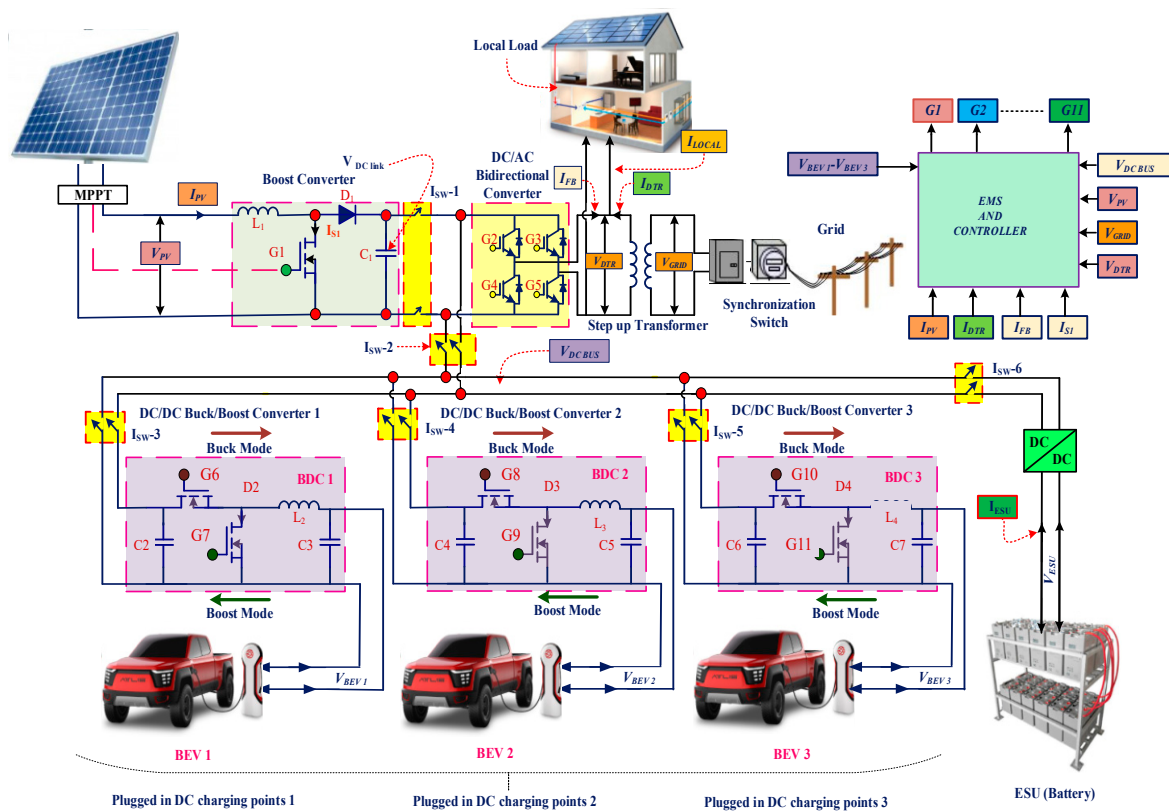 Local Load
I_LOCAL
G1
G2
G11
V_DC link
V_BEV 1-V_BEV 3
V_DC BUS
DC/AC
Bidirectional
Converter
Boost Converter
I_FB
I_DTR
MPPT
I_PV
I_SW-1
EMS
AND
CONTROLLER
V_PV
D_1
L_1
I_S1
G2
G3
Grid
V_GRID
V_PV
G1
C_1
V_DTR
V_GRID
V_DTR
G4
G5
Synchronization
Switch
Step up Transformer
I_PV
I_DTR
I_FB
I_S1
I_SW-2
V_DC BUS
I_SW-6
DC/DC Buck/Boost Converter 1
DC/DC Buck/Boost Converter 2
DC/DC Buck/Boost Converter 3
I_SW-3
I_SW-4
I_SW-5
Buck Mode
Buck Mode
Buck Mode
DC
DC
G6
BDC 1
G8
BDC 2
G10
BDC 3
D2
D3
D4
L_2
L_3
L_4
I_ESU
G7
G9
G11
C2
C3
C4
C5
C6
C7
V_ESU
Boost Mode
Boost Mode
Boost Mode
V_BEV 1
V_BEV 2
V_BEV 3
BEV 1
BEV 2
BEV 3
ESU (Battery)
Plugged in DC charging points 1
Plugged in DC charging points 2
Plugged in DC charging points 3